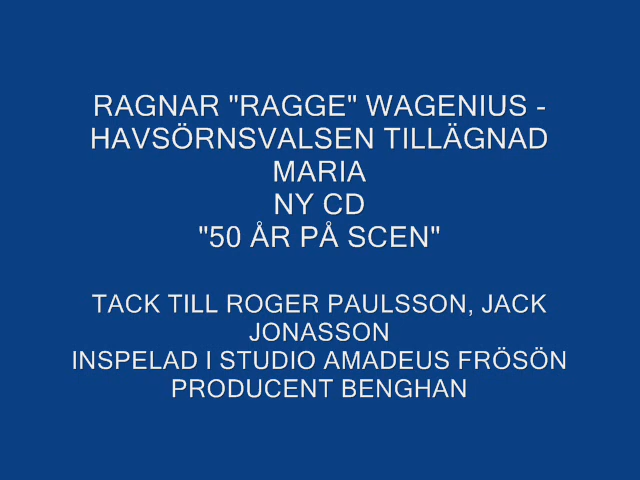 RAGNAR "RAGGE" WAGENIUS -
HAVSÖRNSVALSEN TILLÄGNAD
MARIA
NY CD
"50 ÅR PÅ SCEN"
TACK TILL ROGER PAULSSON, JACK
JONASSON
INSPELAD I STUDIO AMADEUS FRÖSÖN
PRODUCENT BENGHAN